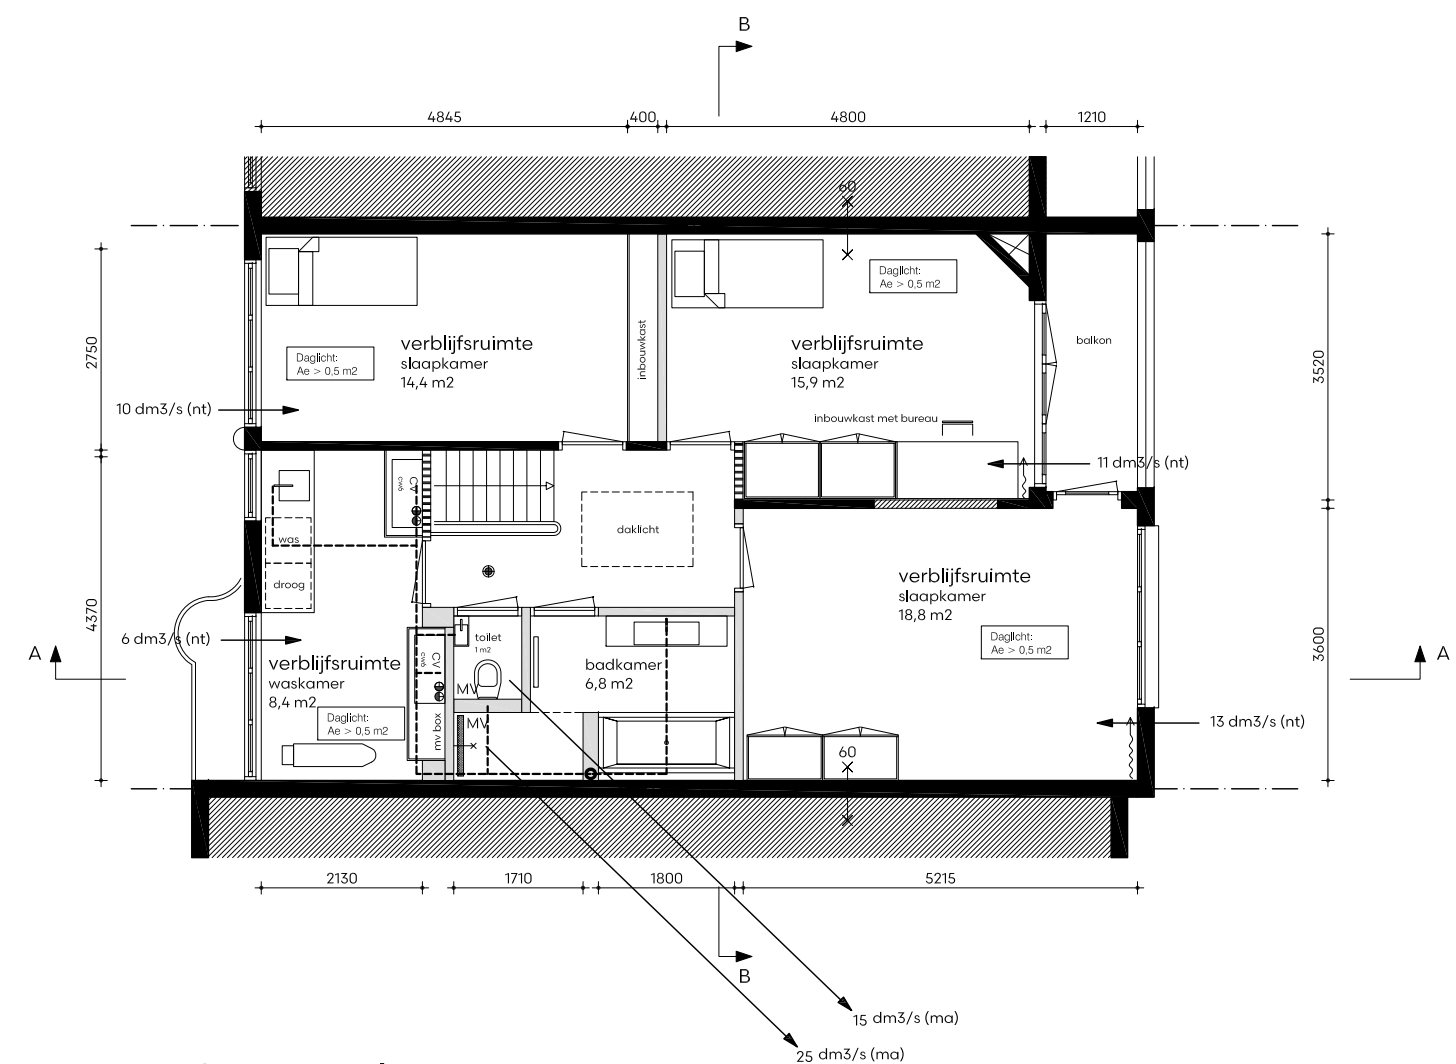 B
4845
400
4800
1210
60
Daglicht:
Ae > 0,5 m2
verblijfsruimte
slaapkamer
14,4 m2
inbouwkast
verblijfsruimte
slaapkamer
15,9 m2
balkon
Daglicht:
Ae > 0,5 m2
2750
3520
10 dm3/s (nt)
inbouwkast met bureau
11 dm3/s (nt)
CV
cw6
was
daklicht
droog
verblijfsruimte
slaapkamer
18,8 m2
4370
6 dm3/s (nt)
toilet
1 m2
Daglicht:
Ae > 0,5 m2
3600
A
A
verblijfsruimte
waskamer
8,4 m2
CV
cw6
badkamer
6,8 m2
MV
Daglicht:
Ae > 0,5 m2
mv box
MV
13 dm3/s (nt)
60
2130
1710
1800
5215
B
15 dm3/s (ma)
25 dm3/s (ma)